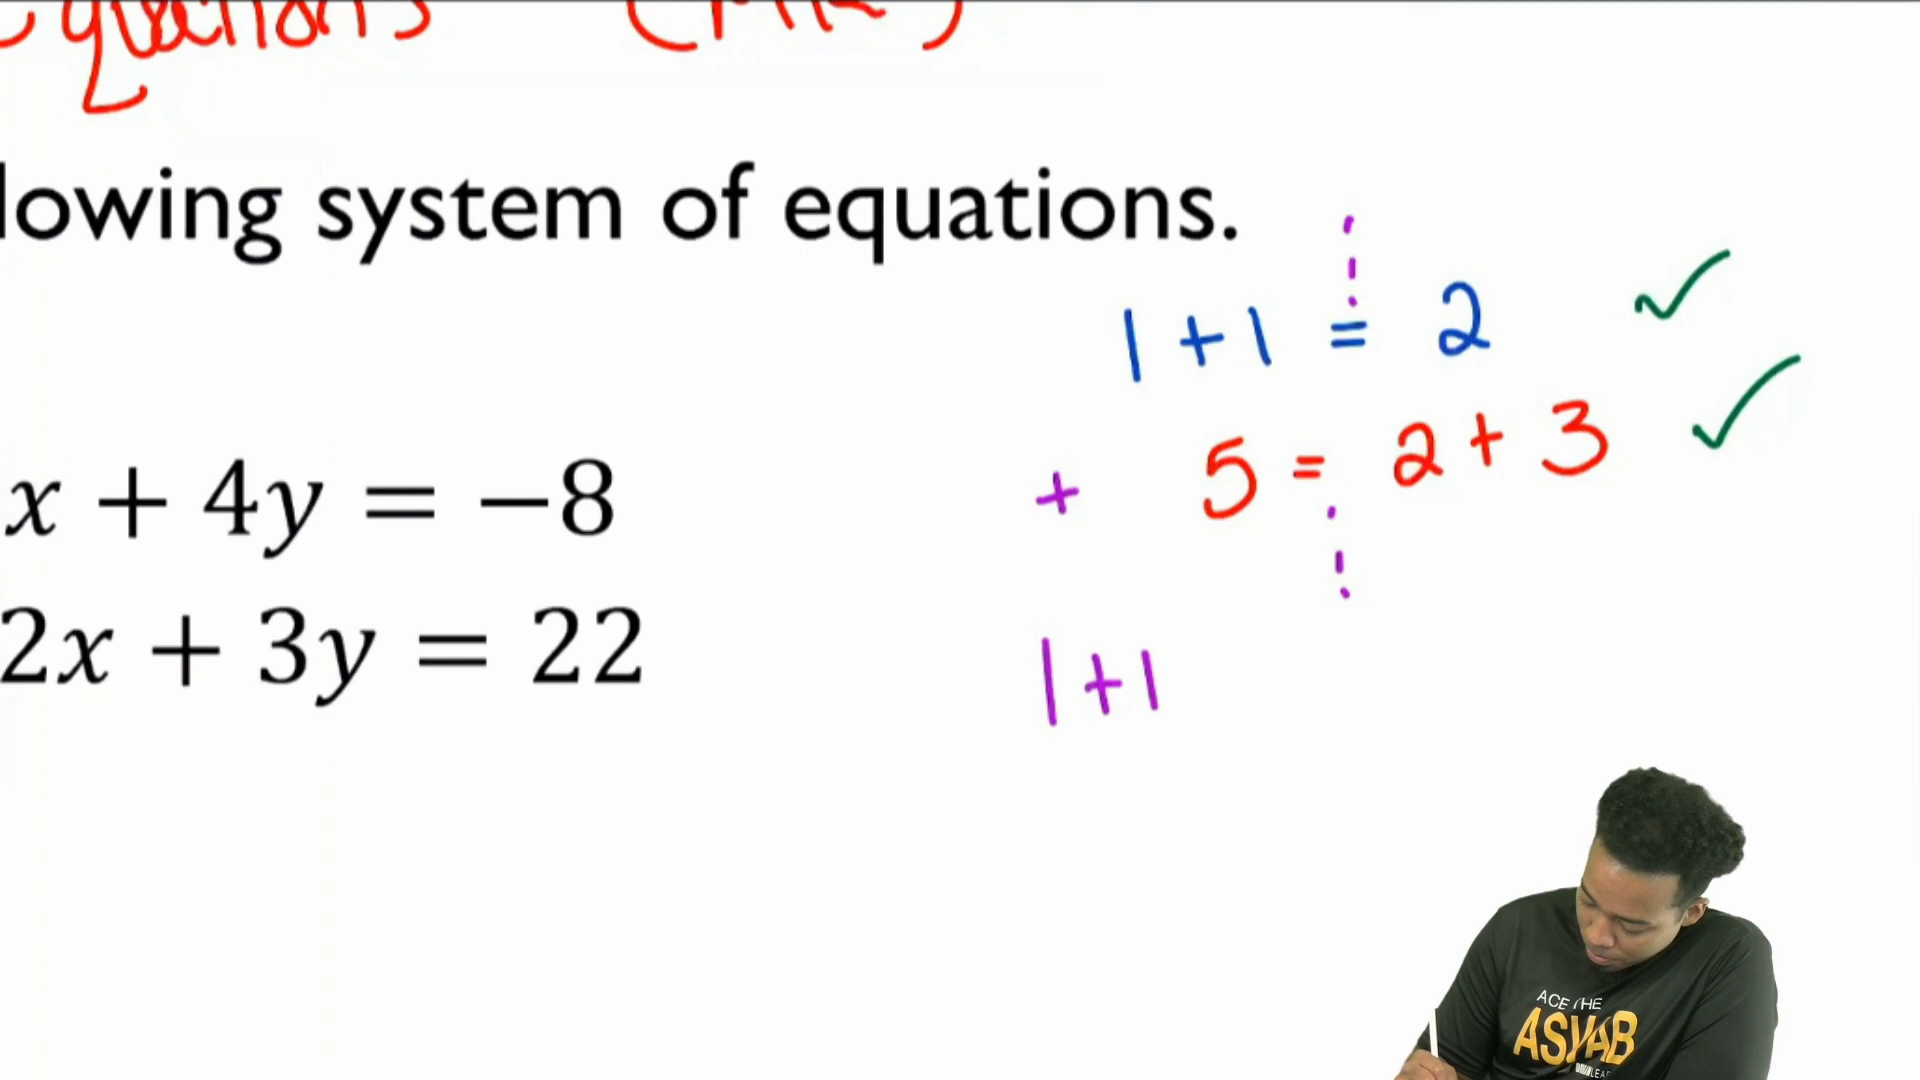 lowing system of equations.
1 + 1 = 2
x + 4y = −8
+ 5 = 2 + 3
2x + 3y = 22
1 + 1
ACE THE
ASVAB